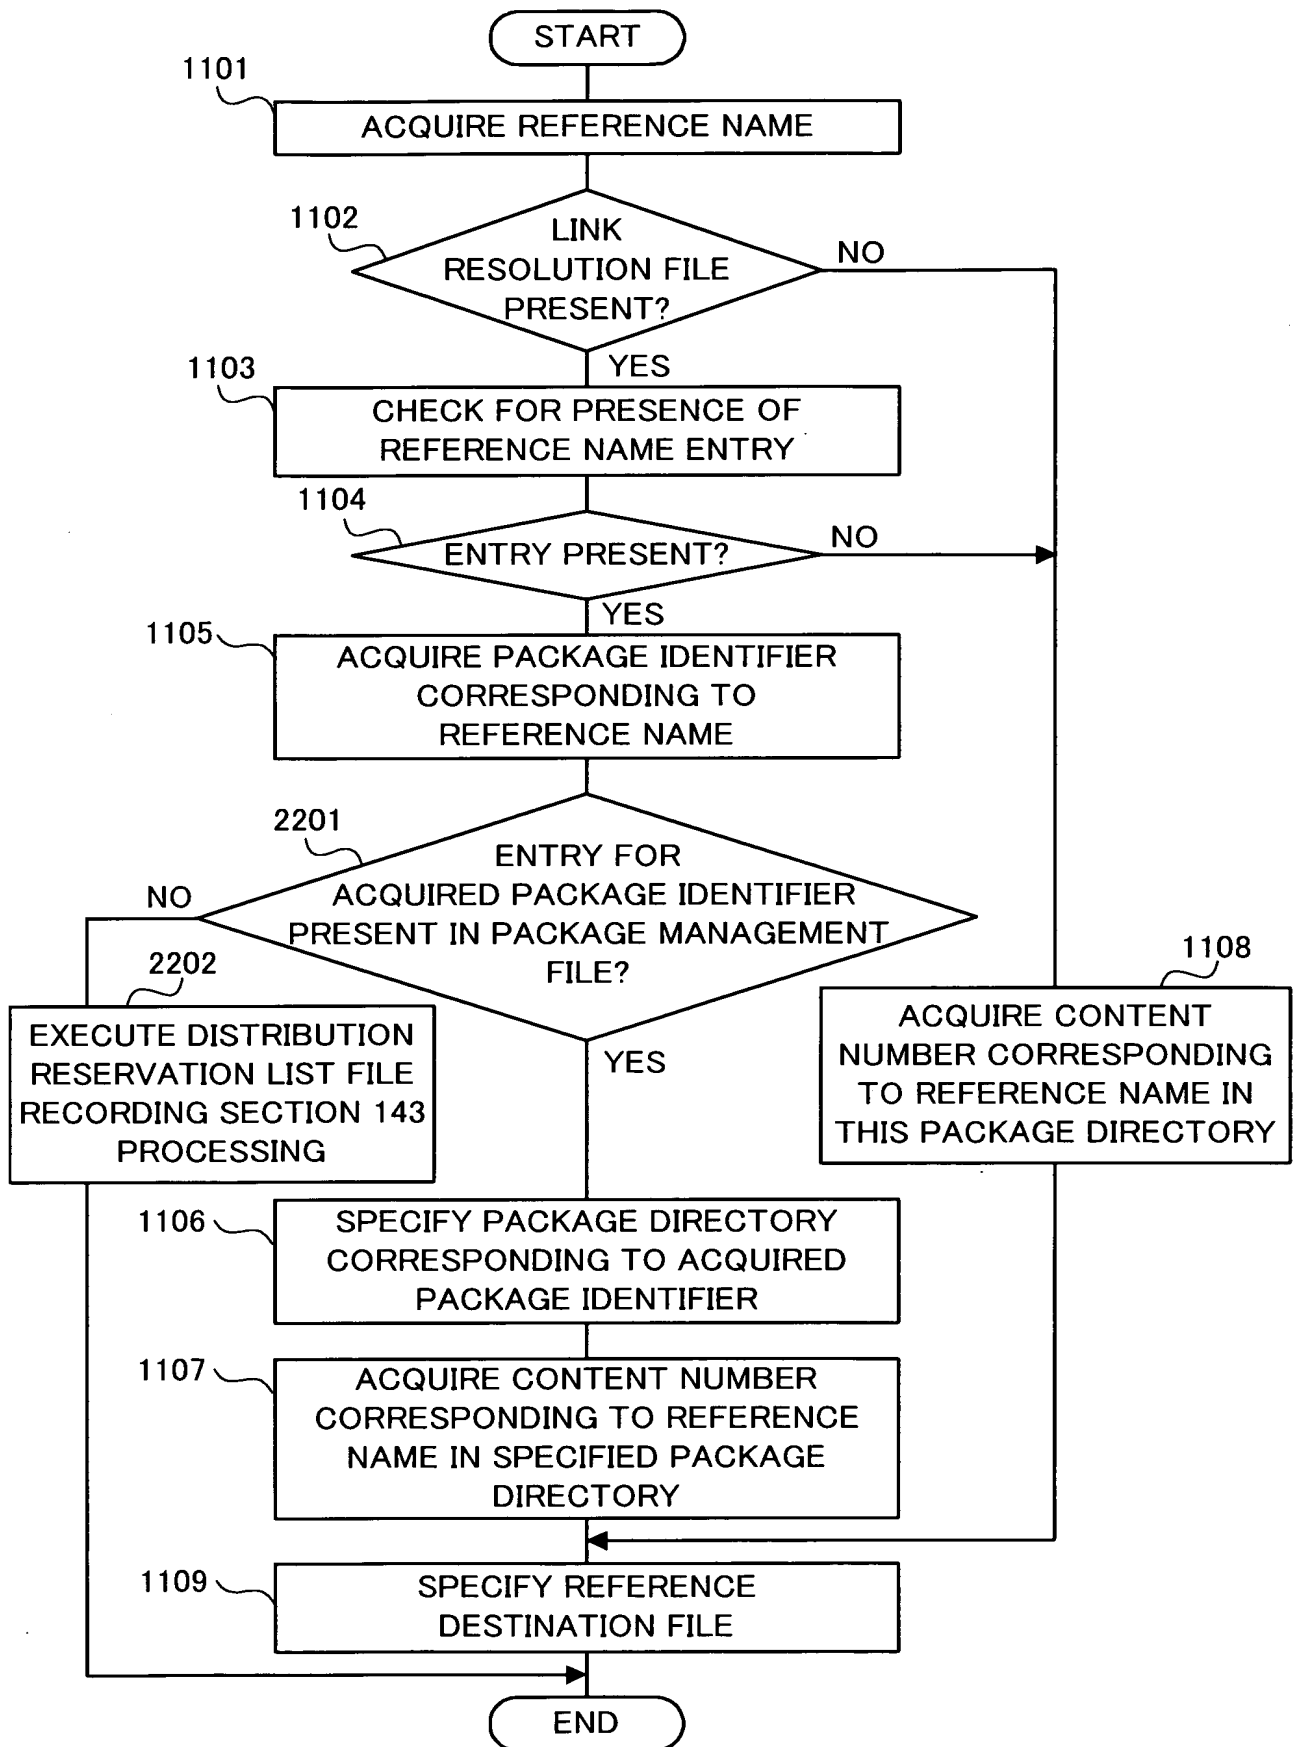 START
1101
ACQUIRE REFERENCE NAME
1102
LINK
RESOLUTION FILE
PRESENT?
NO
YES
1103
CHECK FOR PRESENCE OF
REFERENCE NAME ENTRY
1104
ENTRY PRESENT?
NO
YES
1105
ACQUIRE PACKAGE IDENTIFIER
CORRESPONDING TO
REFERENCE NAME
2201
ENTRY FOR
ACQUIRED PACKAGE IDENTIFIER
PRESENT IN PACKAGE MANAGEMENT
FILE?
NO
YES
2202
EXECUTE DISTRIBUTION
RESERVATION LIST FILE
RECORDING SECTION 143
PROCESSING
1108
ACQUIRE CONTENT
NUMBER CORRESPONDING
TO REFERENCE NAME IN
THIS PACKAGE DIRECTORY
1106
SPECIFY PACKAGE DIRECTORY
CORRESPONDING TO ACQUIRED
PACKAGE IDENTIFIER
1107
ACQUIRE CONTENT NUMBER
CORRESPONDING TO REFERENCE
NAME IN SPECIFIED PACKAGE
DIRECTORY
1109
SPECIFY REFERENCE
DESTINATION FILE
END